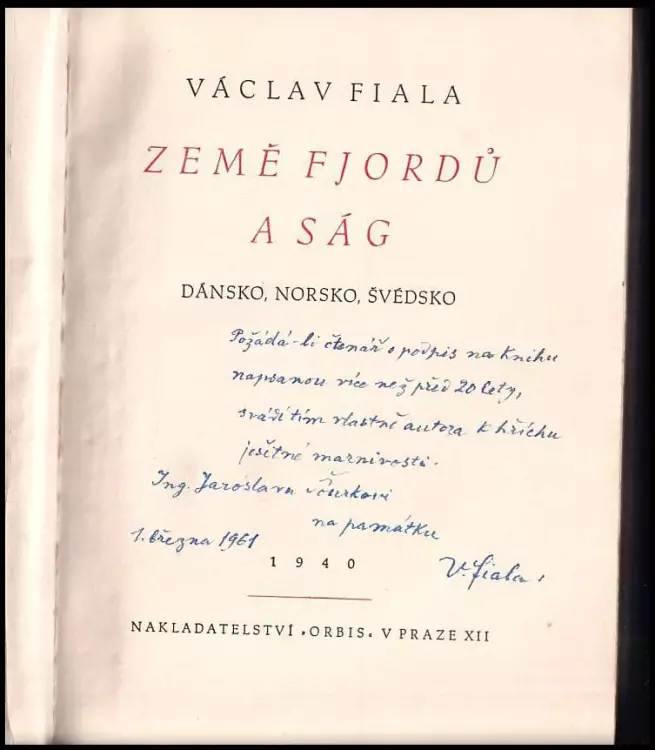 VÁCLAV FIALA
ZEMĚ FJORDŮ
A SÁG
DÁNSKO, NORSKO, ŠVÉDSKO
Požádá-li čtenář o podpis na knihu
napsanou více než před 20 lety,
svádí tím vlastně autora k hříchu
ješitné marnivosti.
Ing. Jaroslavu
na památku
1. března 1961
1940
V. Fiala
NAKLADATELSTVÍ „ORBIS“ V PRAZE XII